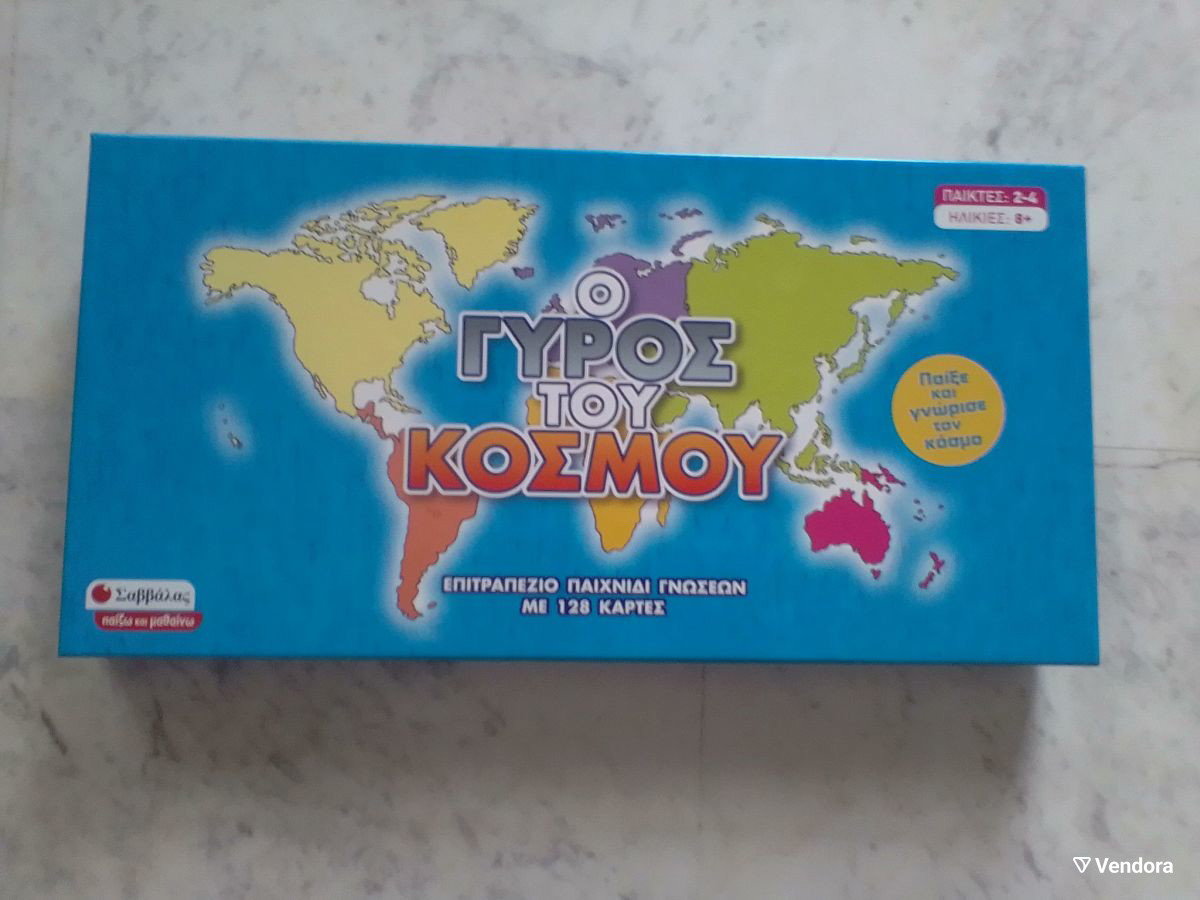 ΠΑΙΚΤΕΣ: 2-4
ΗΛΙΚΙΕΣ: 8+
Ο
ΓΥΡΟΣ
ΤΟΥ
ΚΟΣΜΟΥ
Παίξε
και
γνώρισε
τον
κόσμο
ΕΠΙΤΡΑΠΕΖΙΟ ΠΑΙΧΝΙΔΙ ΓΝΩΣΕΩΝ
ΜΕ 128 ΚΑΡΤΕΣ
Σαββάλας
παίζω και μαθαίνω
Vendora